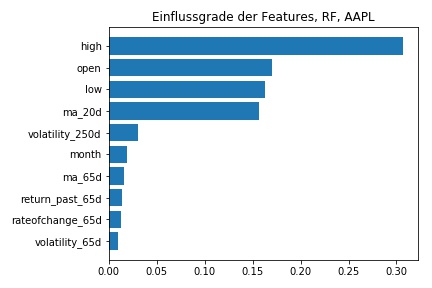 Einflussgrade der Features, RF, AAPL
high
open
low
ma_20d
volatility_250d
month
ma_65d
return_past_65d
rateofchange_65d
volatility_65d
0.00 0.05 0.10 0.15 0.20 0.25 0.30